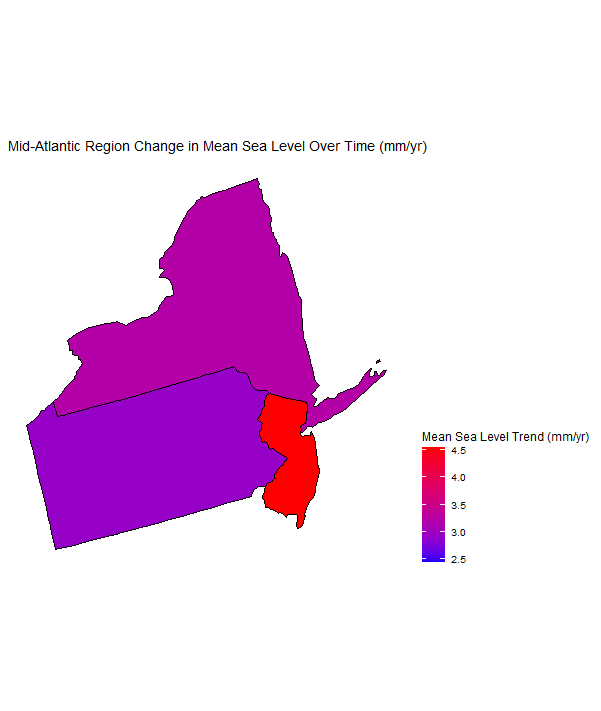 Mid-Atlantic Region Change in Mean Sea Level Over Time (mm/yr)
Mean Sea Level Trend (mm/yr)
4.5
4.0
3.5
3.0
2.5